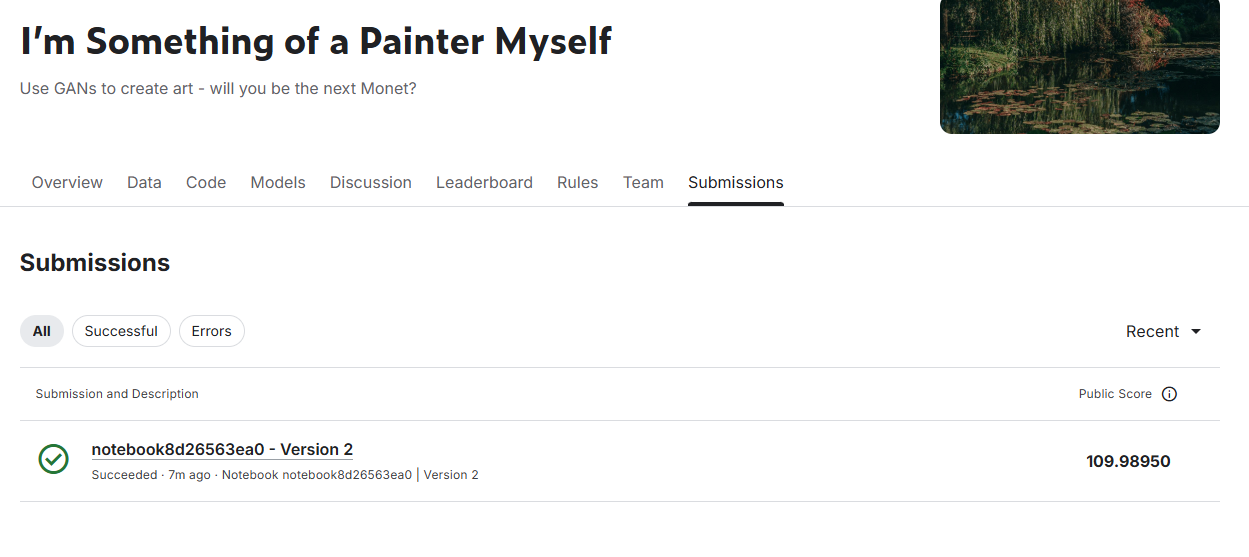 I'm Something of a Painter Myself
Use GANs to create art - will you be the next Monet?
Overview Data Code Models Discussion Leaderboard Rules Team Submissions
Submissions
All Successful Errors Recent
Submission and Description Public Score
notebook8d26563ea0 - Version 2
Succeeded · 7m ago · Notebook notebook8d26563ea0 | Version 2
109.98950